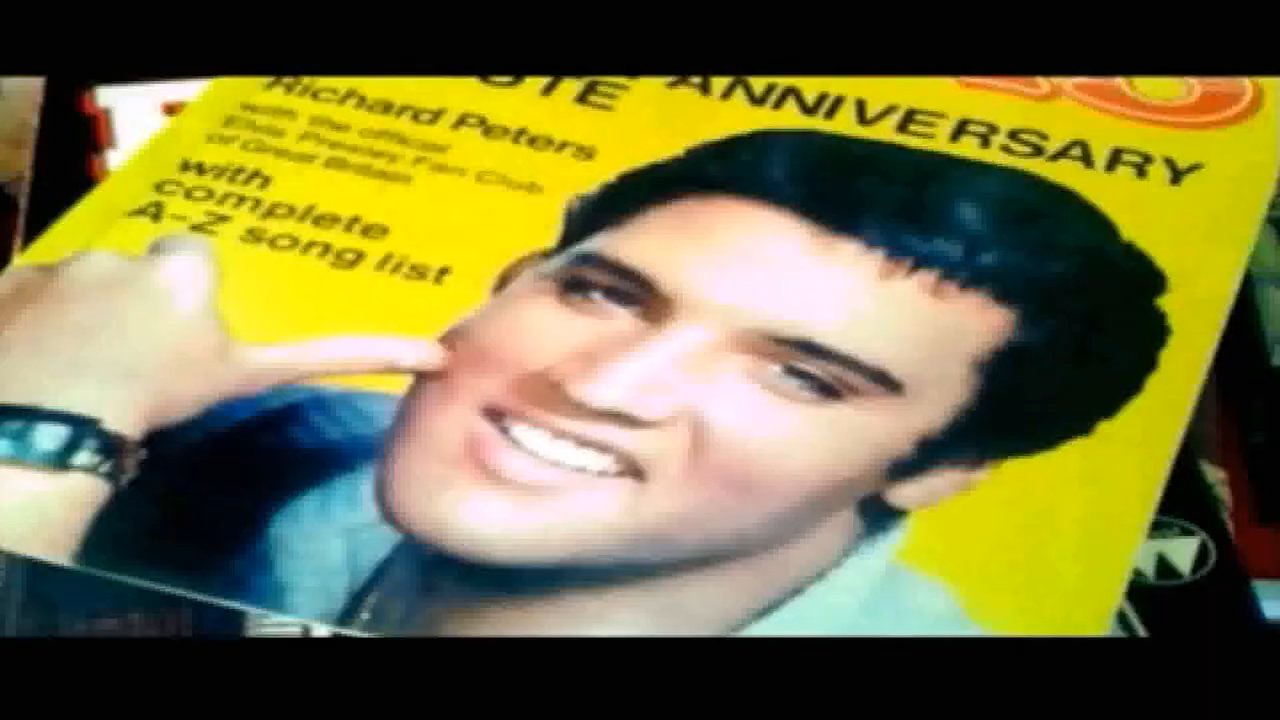 ANNIVERSARY
Richard Peters
with the official
Elvis Presley Fan Club
of Great Britain
with
complete
A-Z song list